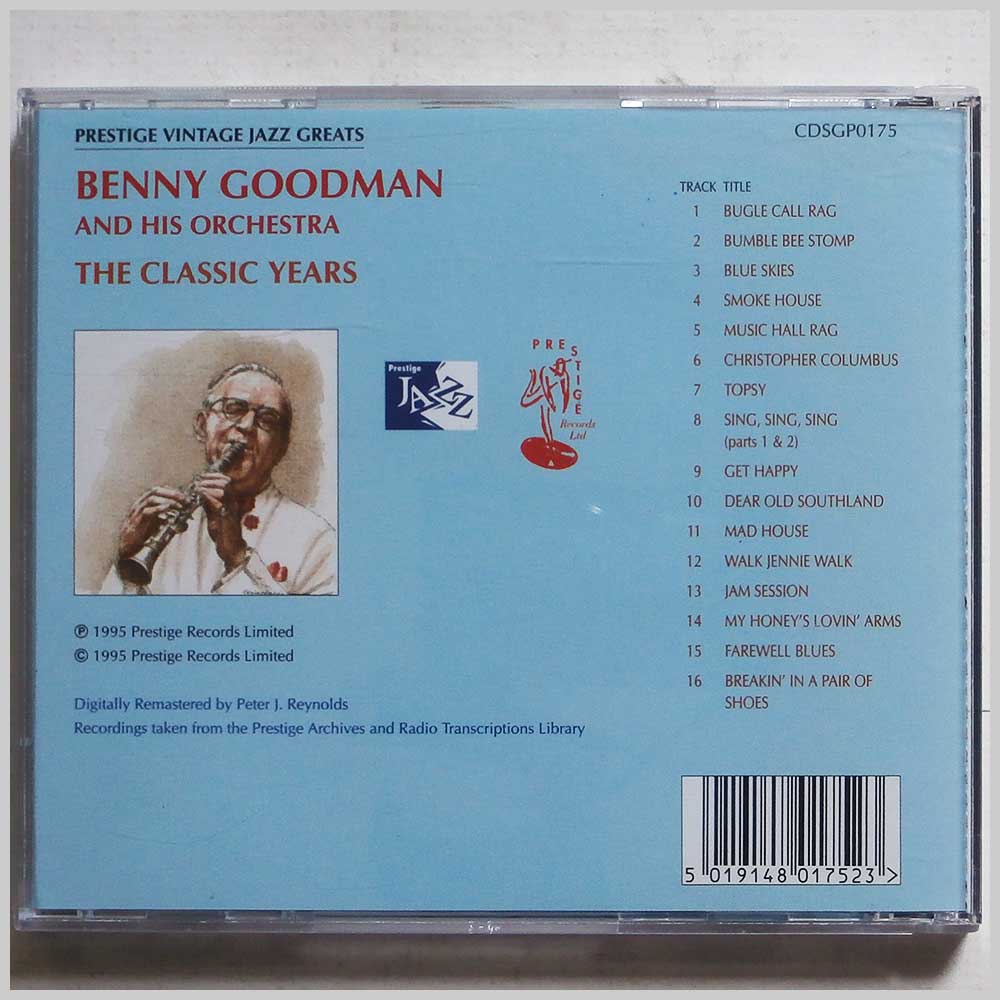 PRESTIGE VINTAGE JAZZ GREATS
CDSGP0175
BENNY GOODMAN
AND HIS ORCHESTRA
THE CLASSIC YEARS
Prestige
JAZZ
PRESTIGE
Records
Ltd
℗ 1995 Prestige Records Limited
© 1995 Prestige Records Limited
Digitally Remastered by Peter J. Reynolds
Recordings taken from the Prestige Archives and Radio Transcriptions Library
TRACK TITLE
1 BUGLE CALL RAG
2 BUMBLE BEE STOMP
3 BLUE SKIES
4 SMOKE HOUSE
5 MUSIC HALL RAG
6 CHRISTOPHER COLUMBUS
7 TOPSY
8 SING, SING, SING
(parts 1 & 2)
9 GET HAPPY
10 DEAR OLD SOUTHLAND
11 MAD HOUSE
12 WALK JENNIE WALK
13 JAM SESSION
14 MY HONEY'S LOVIN' ARMS
15 FAREWELL BLUES
16 BREAKIN' IN A PAIR OF
SHOES
5 019148 017523 >